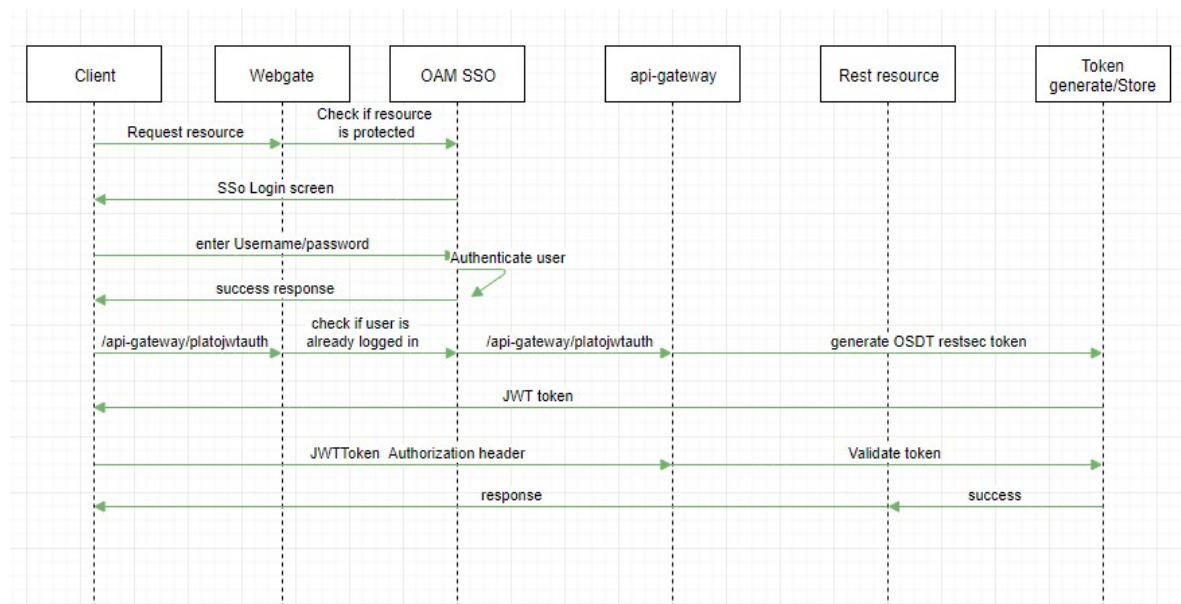 Client
Webgate
OAM SSO
api-gateway
Rest resource
Token
generate/Store
Request resource
Check if resource
is protected
SSo Login screen
enter Username/password
Authenticate user
success response
/api-gateway/platojwtauth
check if user is
already logged in
/api-gateway/platojwtauth
generate OSDT restsec token
JWT token
JWTToken Authorization header
Validate token
response
success